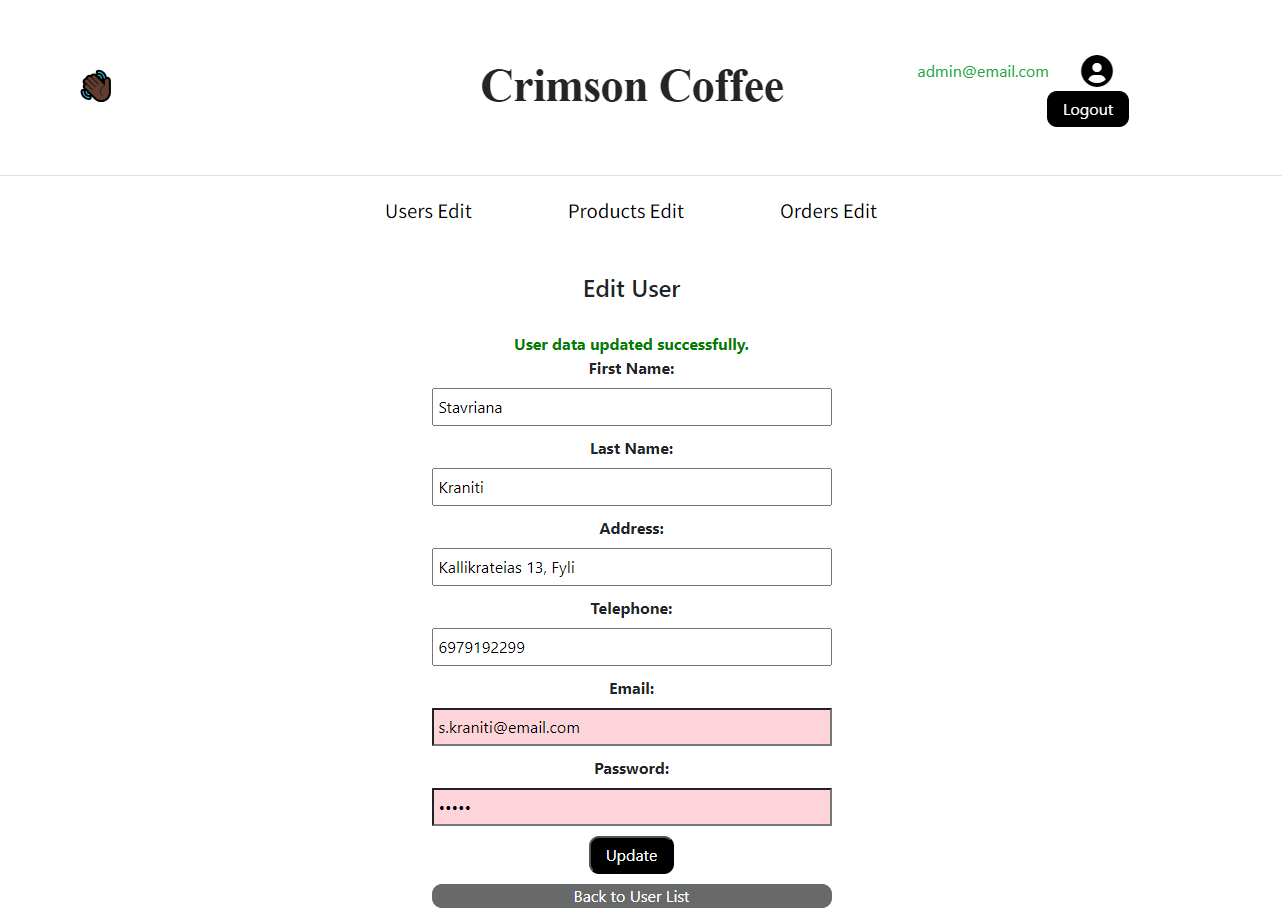 Crimson Coffee
admin@email.com
Logout
Users Edit
Products Edit
Orders Edit
Edit User
User data updated successfully.
First Name:
Stavriana
Last Name:
Kraniti
Address:
Kallikrateias 13, Fyli
Telephone:
6979192299
Email:
s.kraniti@email.com
Password:
•••••
Update
Back to User List